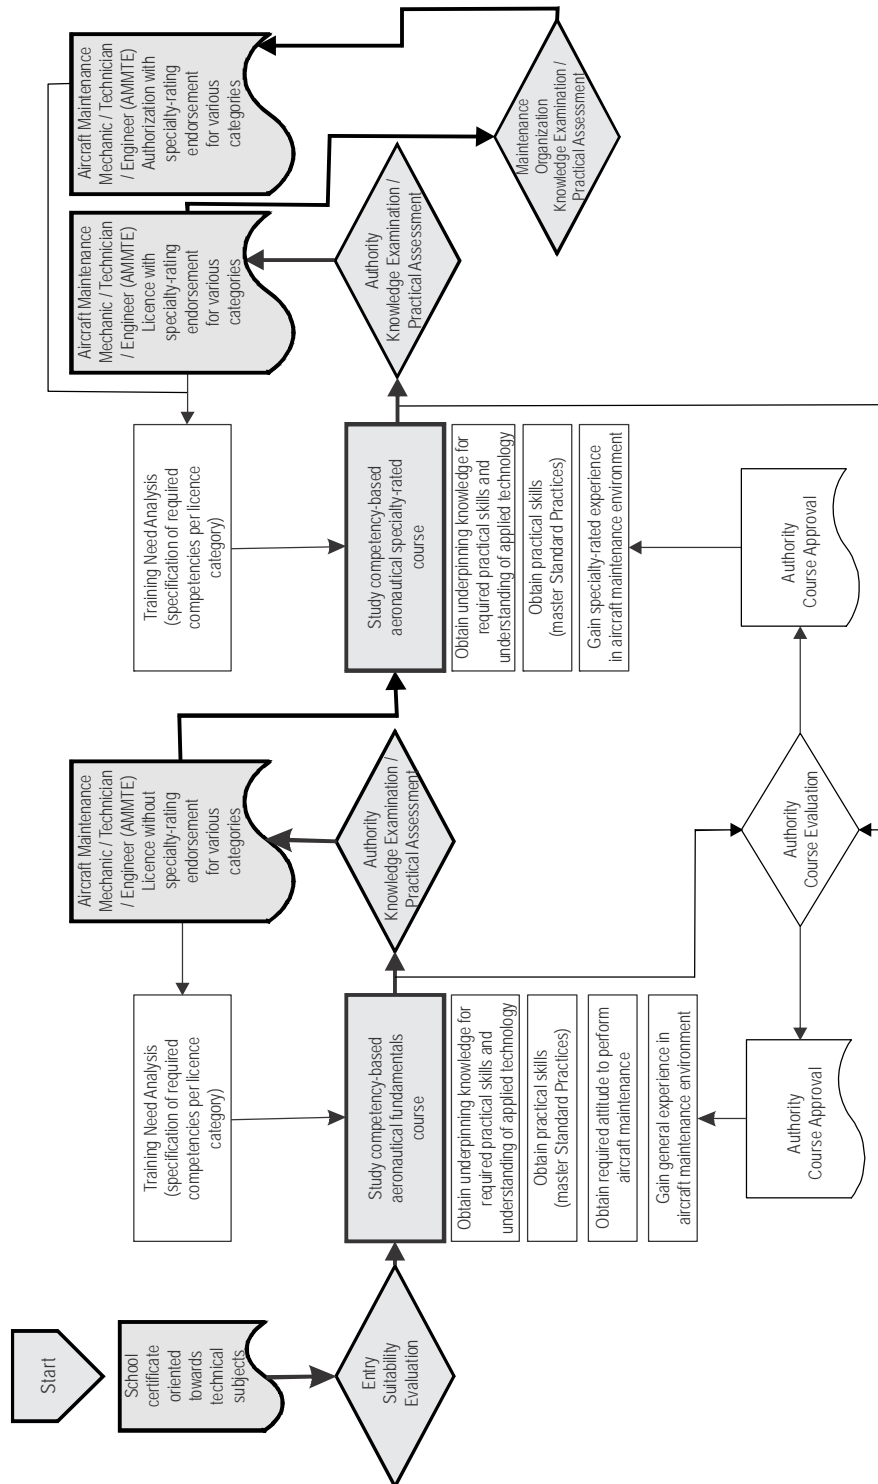 Start
School
certificate
oriented
towards
technical
subjects
Entry
Suitability
Evaluation
Training Need Analysis
(specification of required
competencies per licence
category)
Study competency-based
aeronautical fundamentals
course
Obtain underpinning knowledge for
required practical skills and
understanding of applied technology
Obtain practical skills
(master Standard Practices)
Obtain required attitude to perform
aircraft maintenance
Gain general experience in
aircraft maintenance environment
Authority
Course Approval
Aircraft Maintenance
Mechanic / Technician
/ Engineer (AMMTE)
Licence without
specialty-rating
endorsement
for various
categories
Authority
Knowledge Examination /
Practical Assessment
Authority
Course Evaluation
Training Need Analysis
(specification of required
competencies per licence
category)
Study competency-based
aeronautical specialty-rated
course
Obtain underpinning knowledge for
required practical skills and
understanding of applied technology
Obtain practical skills
(master Standard Practices)
Gain specialty-rated experience
in aircraft maintenance environment
Authority
Course Approval
Aircraft Maintenance
Mechanic / Technician
/ Engineer (AMMTE)
Licence with
specialty-rating
endorsement
for various
categories
Authority
Knowledge Examination /
Practical Assessment
Aircraft Maintenance
Mechanic / Technician
/ Engineer (AMMTE)
Authorization with
specialty-rating
endorsement
for various
categories
Maintenance
Organization
Knowledge Examination /
Practical Assessment